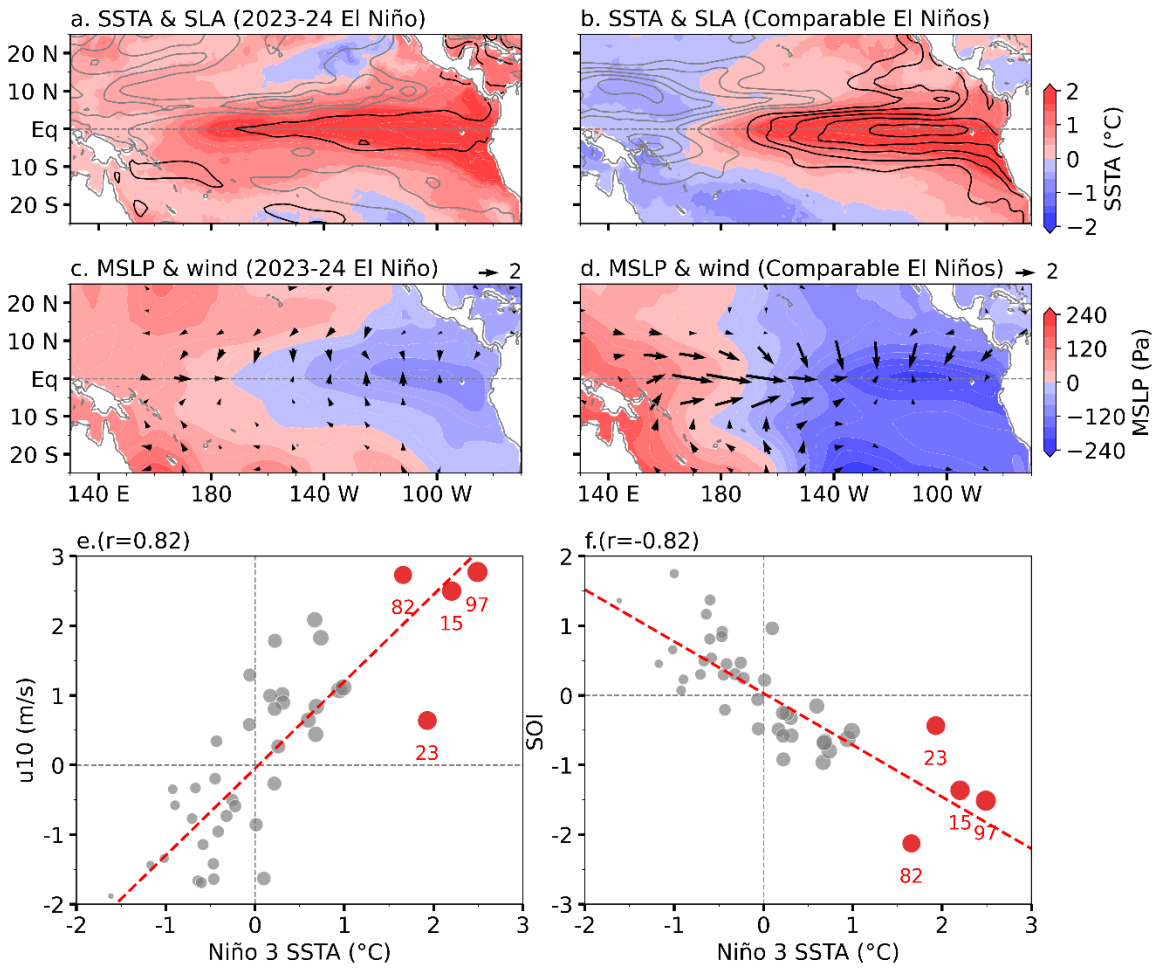 a. SSTA & SLA (2023-24 El Niño)
b. SSTA & SLA (Comparable El Niños)
20 N
10 N
Eq
10 S
20 S
2
1
0
−1
−2
SSTA (°C)
c. MSLP & wind (2023-24 El Niño)
2
d. MSLP & wind (Comparable El Niños)
2
20 N
10 N
Eq
10 S
20 S
140 E
180
140 W
100 W
140 E
180
140 W
100 W
240
120
0
−120
−240
MSLP (Pa)
e.(r=0.82)
3
2
1
0
-1
-2
u10 (m/s)
82
15
97
23
-2
-1
0
1
2
3
Niño 3 SSTA (°C)
f.(r=-0.82)
2
1
0
-1
-2
-3
SOI
23
15
97
82
-2
-1
0
1
2
3
Niño 3 SSTA (°C)